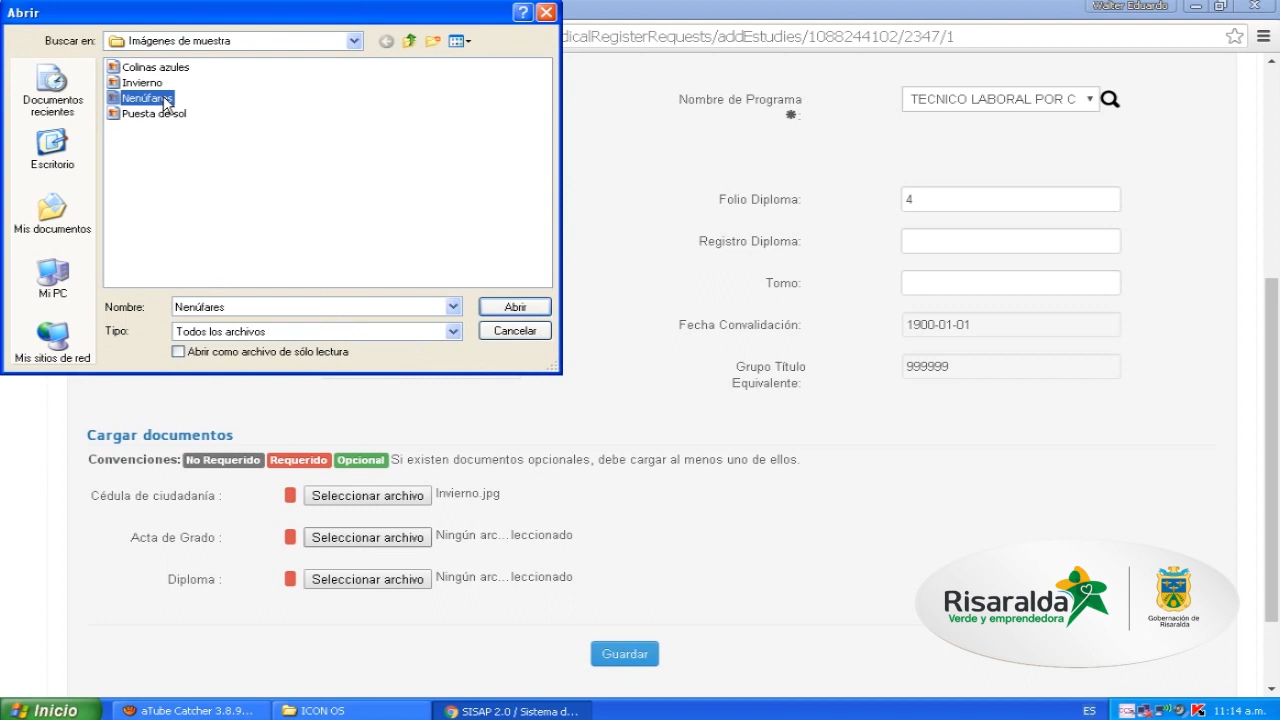 Abrir
Walter Eduardo
Buscar en:
Imágenes de muestra
icalRegisterRequests/addEstudies/1088244102/2347/1
Documentos recientes
Escritorio
Mis documentos
Mi PC
Mis sitios de red
Colinas azules
Invierno
Nenúfares
Puesta de sol
Nombre:
Nenúfares
Abrir
Tipo:
Todos los archivos
Cancelar
Abrir como archivo de sólo lectura
Nombre de Programa
✱ :
TECNICO LABORAL POR C
Folio Diploma:
4
Registro Diploma:
Tomo:
Fecha Convalidación:
1900-01-01
Grupo Título
Equivalente:
999999
Cargar documentos
Convenciones: No Requerido Requerido Opcional Si existen documentos opcionales, debe cargar al menos uno de ellos.
Cédula de ciudadanía :
Seleccionar archivo
Invierno.jpg
Acta de Grado :
Seleccionar archivo
Ningún arc...leccionado
Diploma :
Seleccionar archivo
Ningún arc...leccionado
Guardar
Risaralda
Verde y emprendedora
Gobernación de
Risaralda
Inicio
aTube Catcher 3.8.9...
ICON OS
SISAP 2.0 / Sistema d...
ES
11:14 a.m.